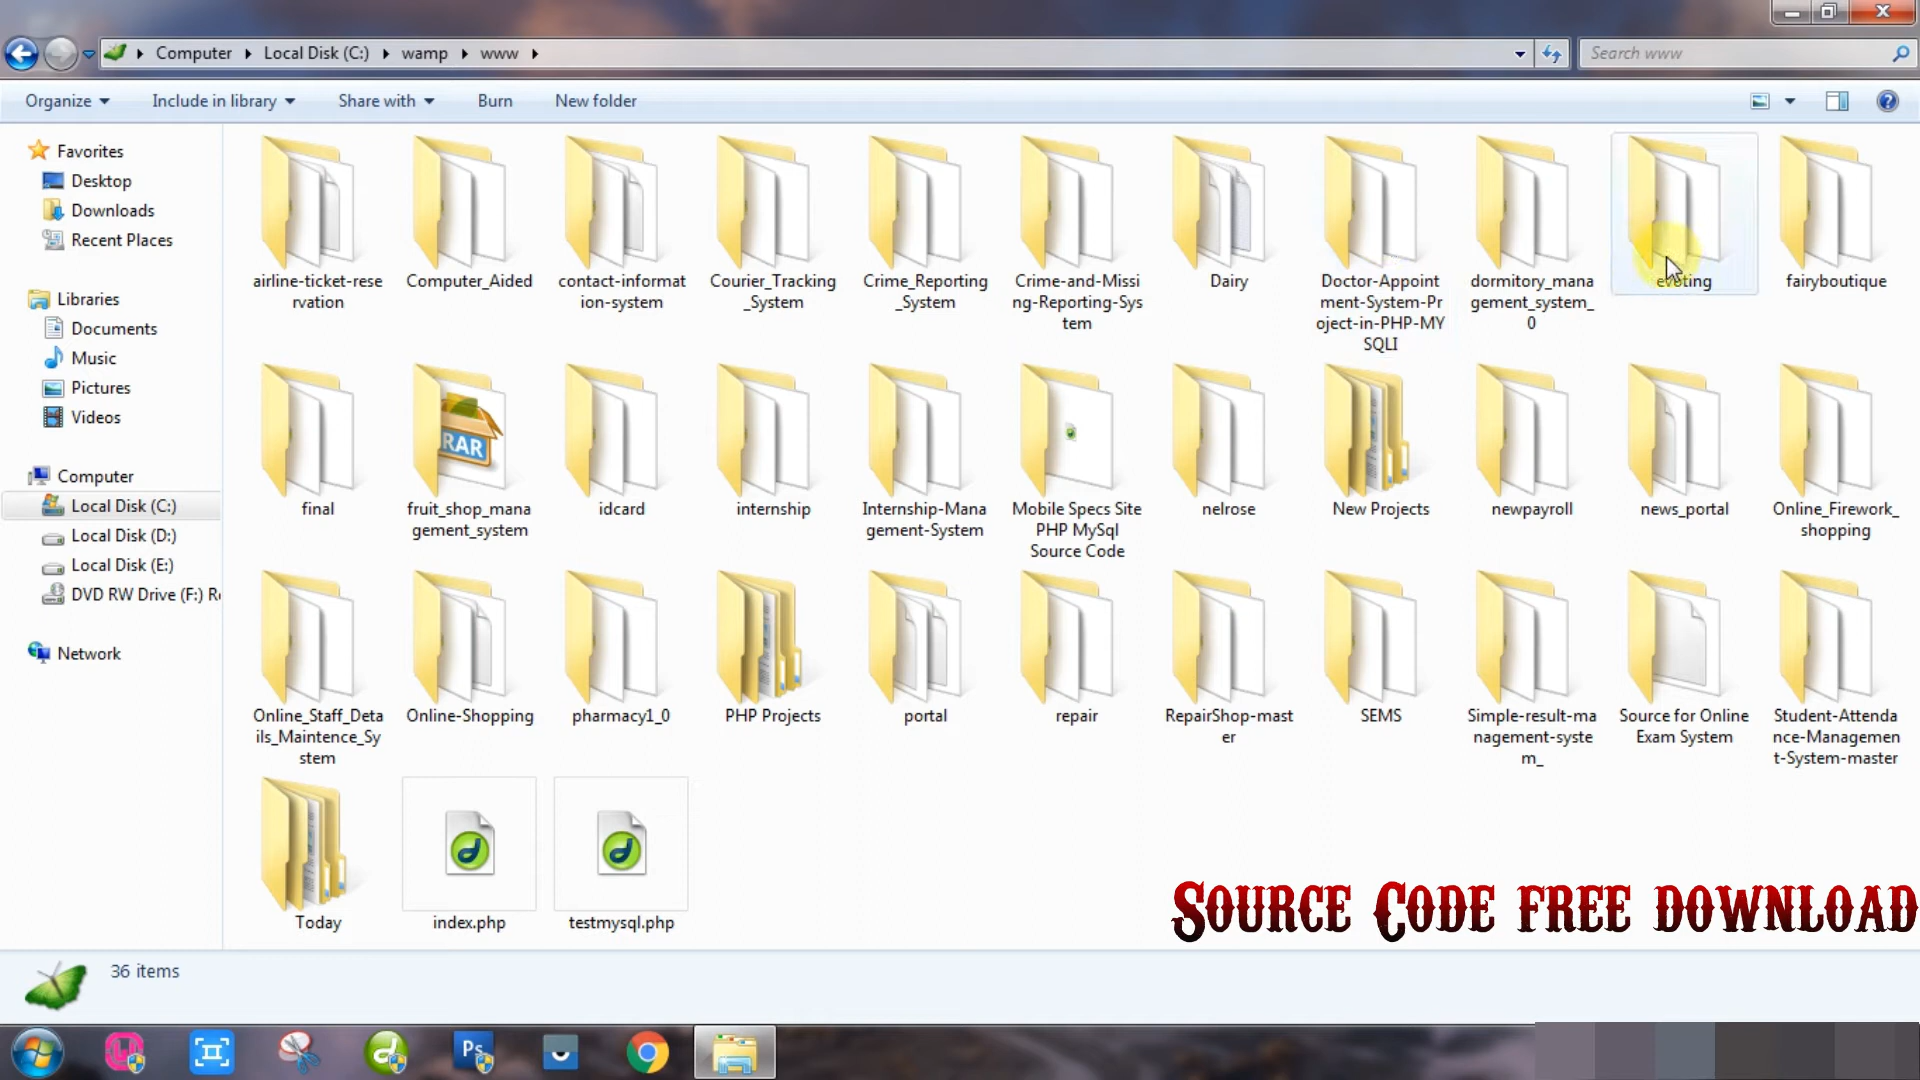 Computer Local Disk (C:) wamp www
Search www
Organize Include in library Share with Burn New folder
Favorites
Desktop
Downloads
Recent Places
Libraries
Documents
Music
Pictures
Videos
Computer
Local Disk (C:)
Local Disk (D:)
Local Disk (E:)
DVD RW Drive (F:) R
Network
airline-ticket-rese
rvation
Computer_Aided
contact-informat
ion-system
Courier_Tracking
_System
Crime_Reporting
_System
Crime-and-Missi
ng-Reporting-Sys
tem
Dairy
Doctor-Appoint
ment-System-Pr
oject-in-PHP-MY
SQLI
dormitory_mana
gement_system_
0
fairyboutique
final
fruit_shop_mana
gement_system
RAR
idcard
internship
Internship-Mana
gement-System
Mobile Specs Site
PHP MySql
Source Code
nelrose
New Projects
newpayroll
news_portal
Online_Firework_
shopping
Online_Staff_Deta
ils_Maintence_Sy
stem
Online-Shopping
pharmacy1_0
PHP Projects
portal
repair
RepairShop-mast
er
SEMS
Simple-result-ma
nagement-syste
m_
Source for Online
Exam System
Student-Attenda
nce-Managemen
t-System-master
Today
index.php
testmysql.php
Source Code free download
36 items
Ps